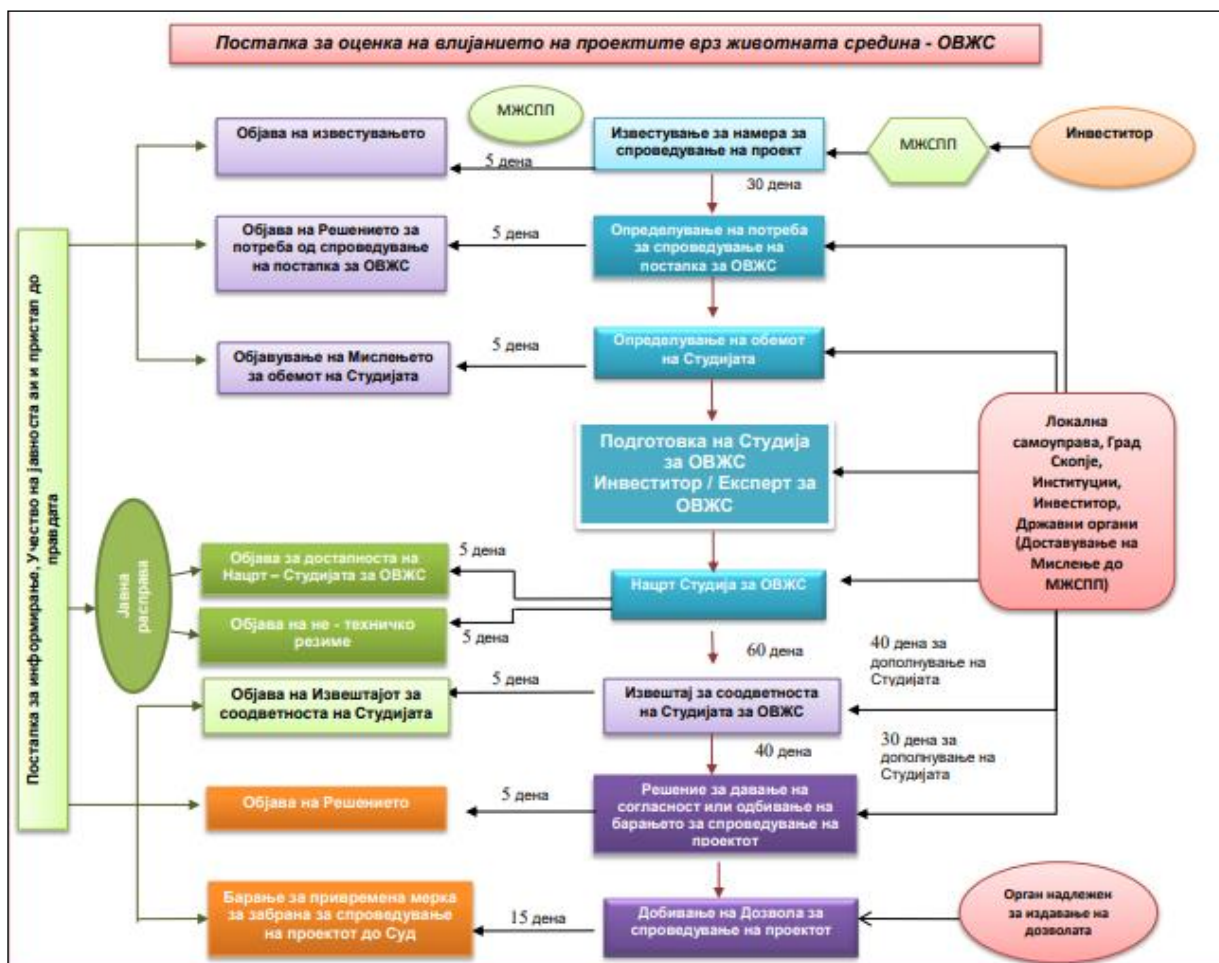 Постапка за оценка на влијанието на проектите врз животната средина - ОВЖС
МЖСПП
Објава на известувањето
5 дена
Известување за намера за
спроведување на проект
МЖСПП
Инвеститор
30 дена
Објава на Решението за
потреба од спроведување
на постапка за ОВЖС
5 дена
Определување на потреба
за спроведување на
постапка за ОВЖС
Објавување на Мислењето
за обемот на Студијата
5 дена
Определување на обемот
на Студијата
Постапка за информирање, Учество на јавноста аи и пристап до
правдата
Подготовка на Студија
за ОВЖС
Инвеститор / Експерт за
ОВЖС
Локална
самоуправа, Град
Скопје,
Институции,
Инвеститор,
Државни органи
(Доставување на
Мислење до
МЖСПП)
Јавна
расправа
Објава за достапноста на
Нацрт – Студијата за ОВЖС
5 дена
Нацрт Студија за ОВЖС
Објава на не - техничко
резиме
5 дена
60 дена
40 дена за
дополнување на
Студијата
Објава на Извештајот за
соодветноста на Студијата
5 дена
Извештај за соодветноста
на Студијата за ОВЖС
40 дена
30 дена за
дополнување на
Студијата
Објава на Решението
5 дена
Решение за давање на
согласност или одбивање на
барањето за спроведување на
проектот
Барање за привремена мерка
за забрана за спроведување
на проектот до Суд
15 дена
Добивање на Дозвола за
спроведување на проектот
Орган надлежен
за издавање на
дозволата